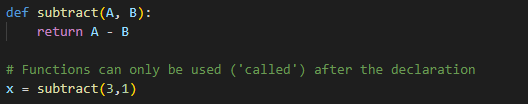 def subtract(A, B):
    return A - B

# Functions can only be used ('called') after the declaration
x = subtract(3,1)